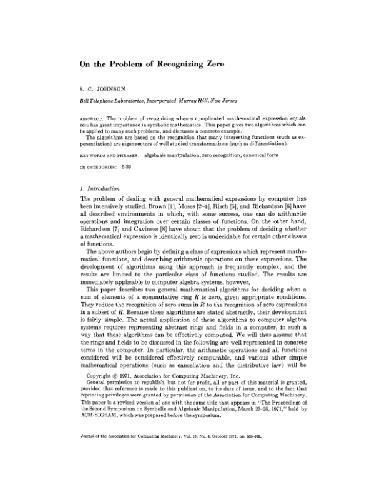 On the Problem of Recognizing Zero
S. C. JOHNSON
Bell Telephone Laboratories, Incorporated Murray Hill, New Jersey
ABSTRACT. The problem of recognizing when a complicated mathematical expression equals
zero has great importance in symbolic mathematics. This paper gives two algorithms which can
be applied to many such problems, and discusses a concrete example.
The algorithms are based on the recognition that many interesting functions (such as ex-
ponentiation) are eigenvectors of well studied transformations (such as differentiation).
KEY WORDS AND PHRASES: algebraic manipulation, zero recognition, canonical form
CR CATEGORIES:
1. Introduction
The problem of dealing with general mathematical expressions by computer has
been intensively studied. Brown [1], Moses [2-4], Risch [5], and Richardson [6] have
all described environments in which, with some success, one can do arithmetic
operations and integration over certain classes of functions. On the other hand,
Richardson [7] and Caviness [8] have shown that the problem of deciding whether
a mathematical expression is identically zero is undecidable for certain other classes
of functions.
The above authors begin by defining a class of expressions which represent mathe-
matical functions, and describing arithmetic operations on these expressions. The
development of algorithms using this approach is frequently complex, and the
results are limited to the particular class of functions studied. The results are
immediately applicable to computer algebra systems, however.
This paper describes two general mathematical algorithms for deciding when a
sum of elements of a commutative ring R is zero, given appropriate conditions.
They reduce the recognition of zero sums in R to the recognition of zero expressions
in a subset of R. Because these algorithms are stated abstractly, their development
is fairly simple. The actual application of these algorithms to computer algebra
systems requires representing abstract rings and fields in a computer, in such a
way that these algorithms can be effectively computed. We will thus assume that
the rings and fields to be discussed in the following are well represented in concrete
terms in the computer. In particular, the arithmetic operations and all functions
considered will be considered effectively computable, and various other simple
mathematical operations (such as association and the distributive law) will be
Copyright © 1971, Association for Computing Machinery, Inc.
General permission to republish, but not for profit, all or part of this material is granted,
provided that reference is made to this publication, to its date of issue, and to the fact that
reprinting privileges were granted by permission of the Association for Computing Machinery.
This paper is a revised version of one with the same title that appears in "The Proceedings of
the Second Symposium on Symbolic and Algebraic Manipulation, March 23-25, 1971," held by
ACM-SIGSAM, which was prepared before the symposium.
Journal of the Association for Computing Machinery, Vol. 18, No. 4, October 1971, pp.